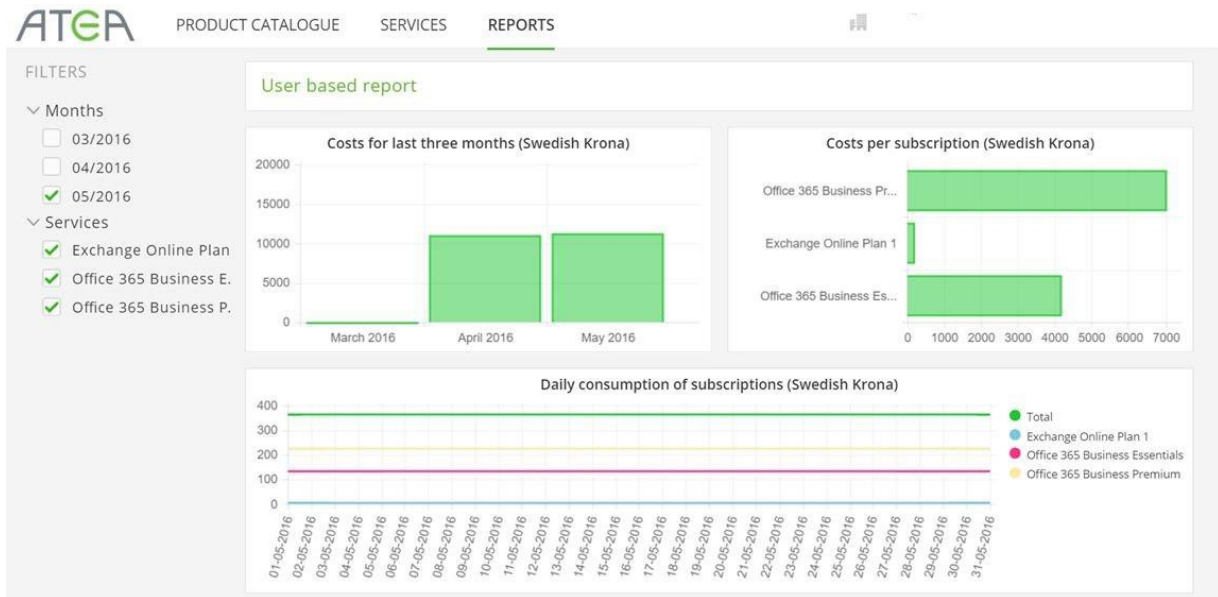 ATEA PRODUCT CATALOGUE SERVICES REPORTS
FILTERS
Months
03/2016
04/2016
05/2016
Services
Exchange Online Plan
Office 365 Business E.
Office 365 Business P.
User based report
Costs for last three months (Swedish Krona)
20000
15000
10000
5000
0
March 2016 April 2016 May 2016
Costs per subscription (Swedish Krona)
Office 365 Business Pr...
Exchange Online Plan 1
Office 365 Business Es...
0 1000 2000 3000 4000 5000 6000 7000
Daily consumption of subscriptions (Swedish Krona)
400
300
200
100
0
01-05-2016 02-05-2016 03-05-2016 04-05-2016 05-05-2016 06-05-2016 07-05-2016 08-05-2016 09-05-2016 10-05-2016 11-05-2016 12-05-2016 13-05-2016 14-05-2016 15-05-2016 16-05-2016 17-05-2016 18-05-2016 19-05-2016 20-05-2016 21-05-2016 22-05-2016 23-05-2016 24-05-2016 25-05-2016 26-05-2016 27-05-2016 28-05-2016 29-05-2016 30-05-2016 31-05-2016
Total
Exchange Online Plan 1
Office 365 Business Essentials
Office 365 Business Premium